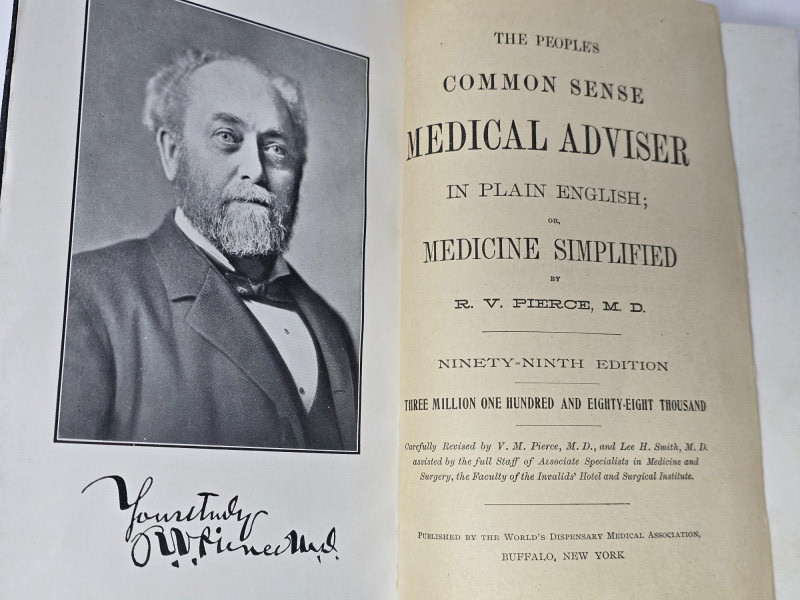 Yours truly
R.V. Pierce M.D.
THE PEOPLE'S
COMMON SENSE
MEDICAL ADVISER
IN PLAIN ENGLISH;
OR,
MEDICINE SIMPLIFIED
BY
R. V. PIERCE, M. D.
NINETY-NINTH EDITION
THREE MILLION ONE HUNDRED AND EIGHTY-EIGHT THOUSAND
Carefully Revised by V. M. Pierce, M. D., and Lee H. Smith, M. D.
assisted by the full Staff of Associate Specialists in Medicine and
Surgery, the Faculty of the Invalids' Hotel and Surgical Institute.
PUBLISHED BY THE WORLD'S DISPENSARY MEDICAL ASSOCIATION,
BUFFALO, NEW YORK